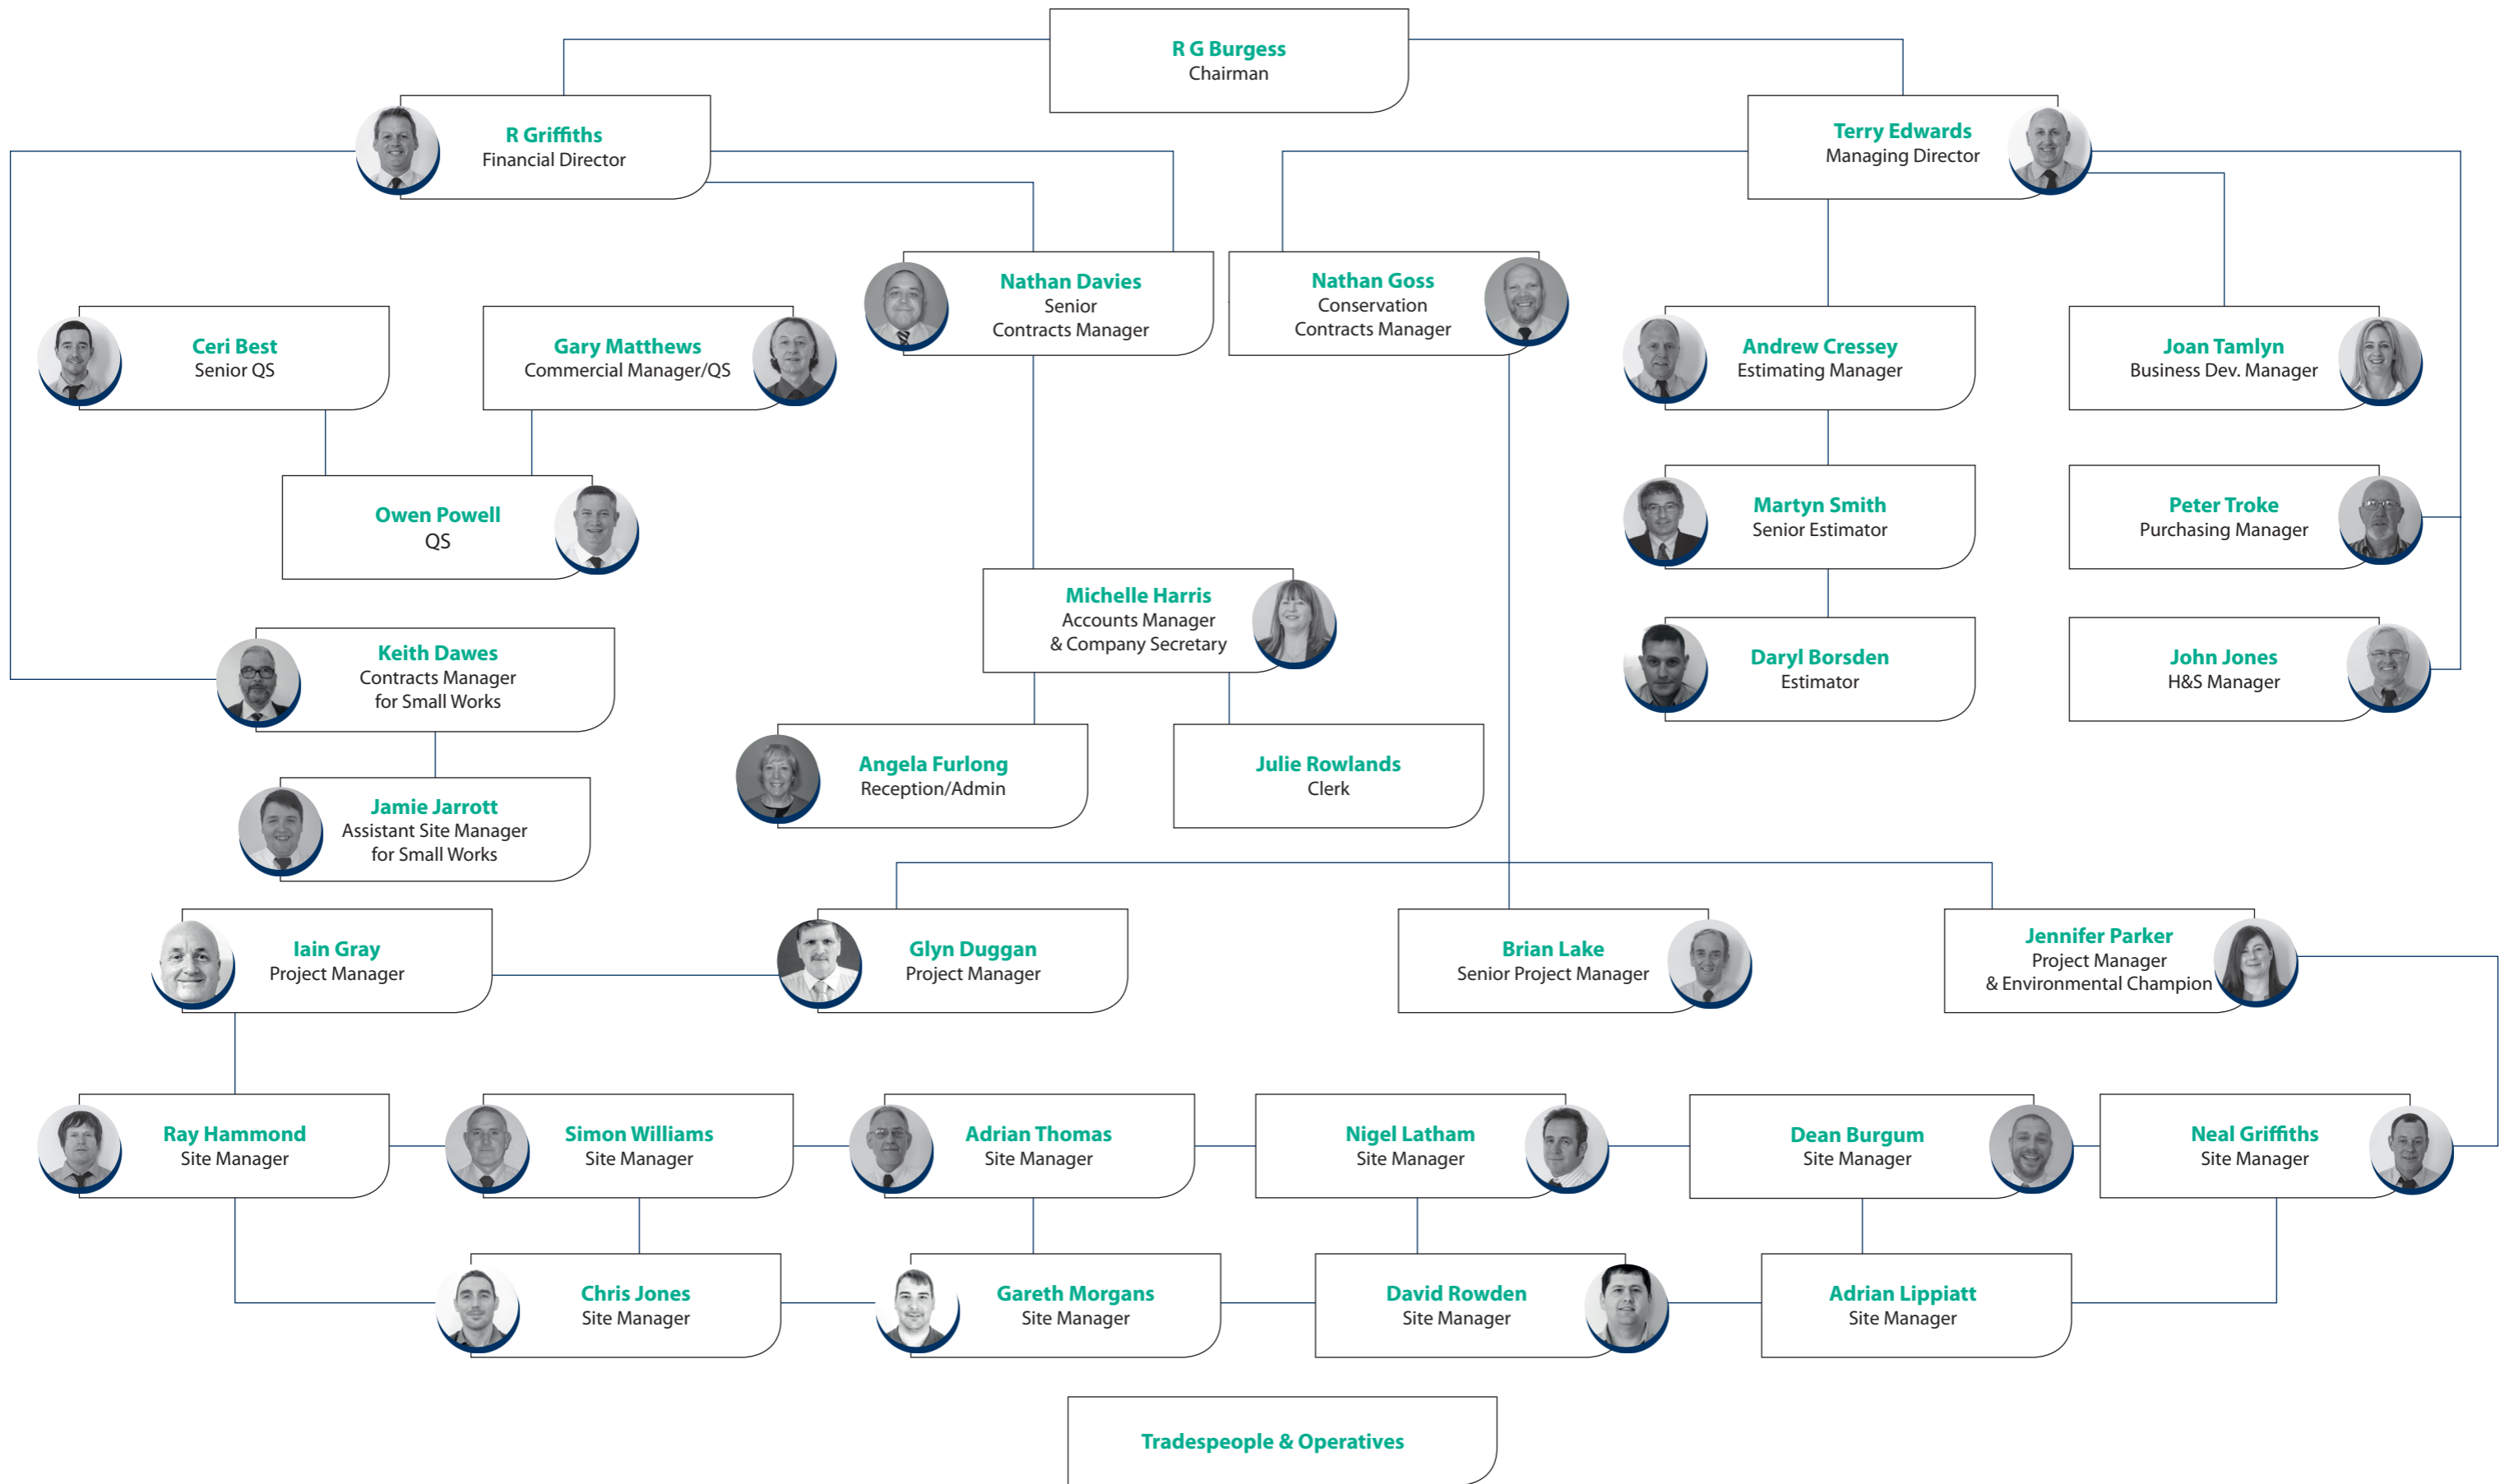 R G Burgess
Chairman
R Griffiths
Financial Director
Terry Edwards
Managing Director
Nathan Davies
Senior
Contracts Manager
Nathan Goss
Conservation
Contracts Manager
Ceri Best
Senior QS
Gary Matthews
Commercial Manager/QS
Andrew Cressey
Estimating Manager
Joan Tamlyn
Business Dev. Manager
Owen Powell
QS
Martyn Smith
Senior Estimator
Peter Troke
Purchasing Manager
Michelle Harris
Accounts Manager
& Company Secretary
Keith Dawes
Contracts Manager
for Small Works
Daryl Borsden
Estimator
John Jones
H&S Manager
Angela Furlong
Reception/Admin
Julie Rowlands
Clerk
Jamie Jarrott
Assistant Site Manager
for Small Works
Iain Gray
Project Manager
Glyn Duggan
Project Manager
Brian Lake
Senior Project Manager
Jennifer Parker
Project Manager
& Environmental Champion
Ray Hammond
Site Manager
Simon Williams
Site Manager
Adrian Thomas
Site Manager
Nigel Latham
Site Manager
Dean Burgum
Site Manager
Neal Griffiths
Site Manager
Chris Jones
Site Manager
Gareth Morgans
Site Manager
David Rowden
Site Manager
Adrian Lippiatt
Site Manager
Tradespeople & Operatives